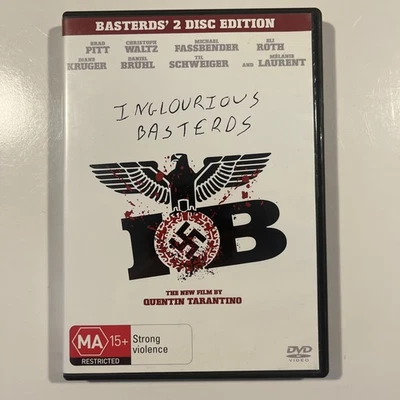 BASTERDS' 2 DISC EDITION
BRAD PITT CHRISTOPH WALTZ MICHAEL FASSBENDER ELI ROTH
DIANE KRUGER DANIEL BRÜHL TIL SCHWEIGER AND MÉLANIE LAURENT
INGLOURIOUS
BASTERDS
IB
THE NEW FILM BY
QUENTIN TARANTINO
MA 15+ Strong violence
RESTRICTED
DVD
VIDEO